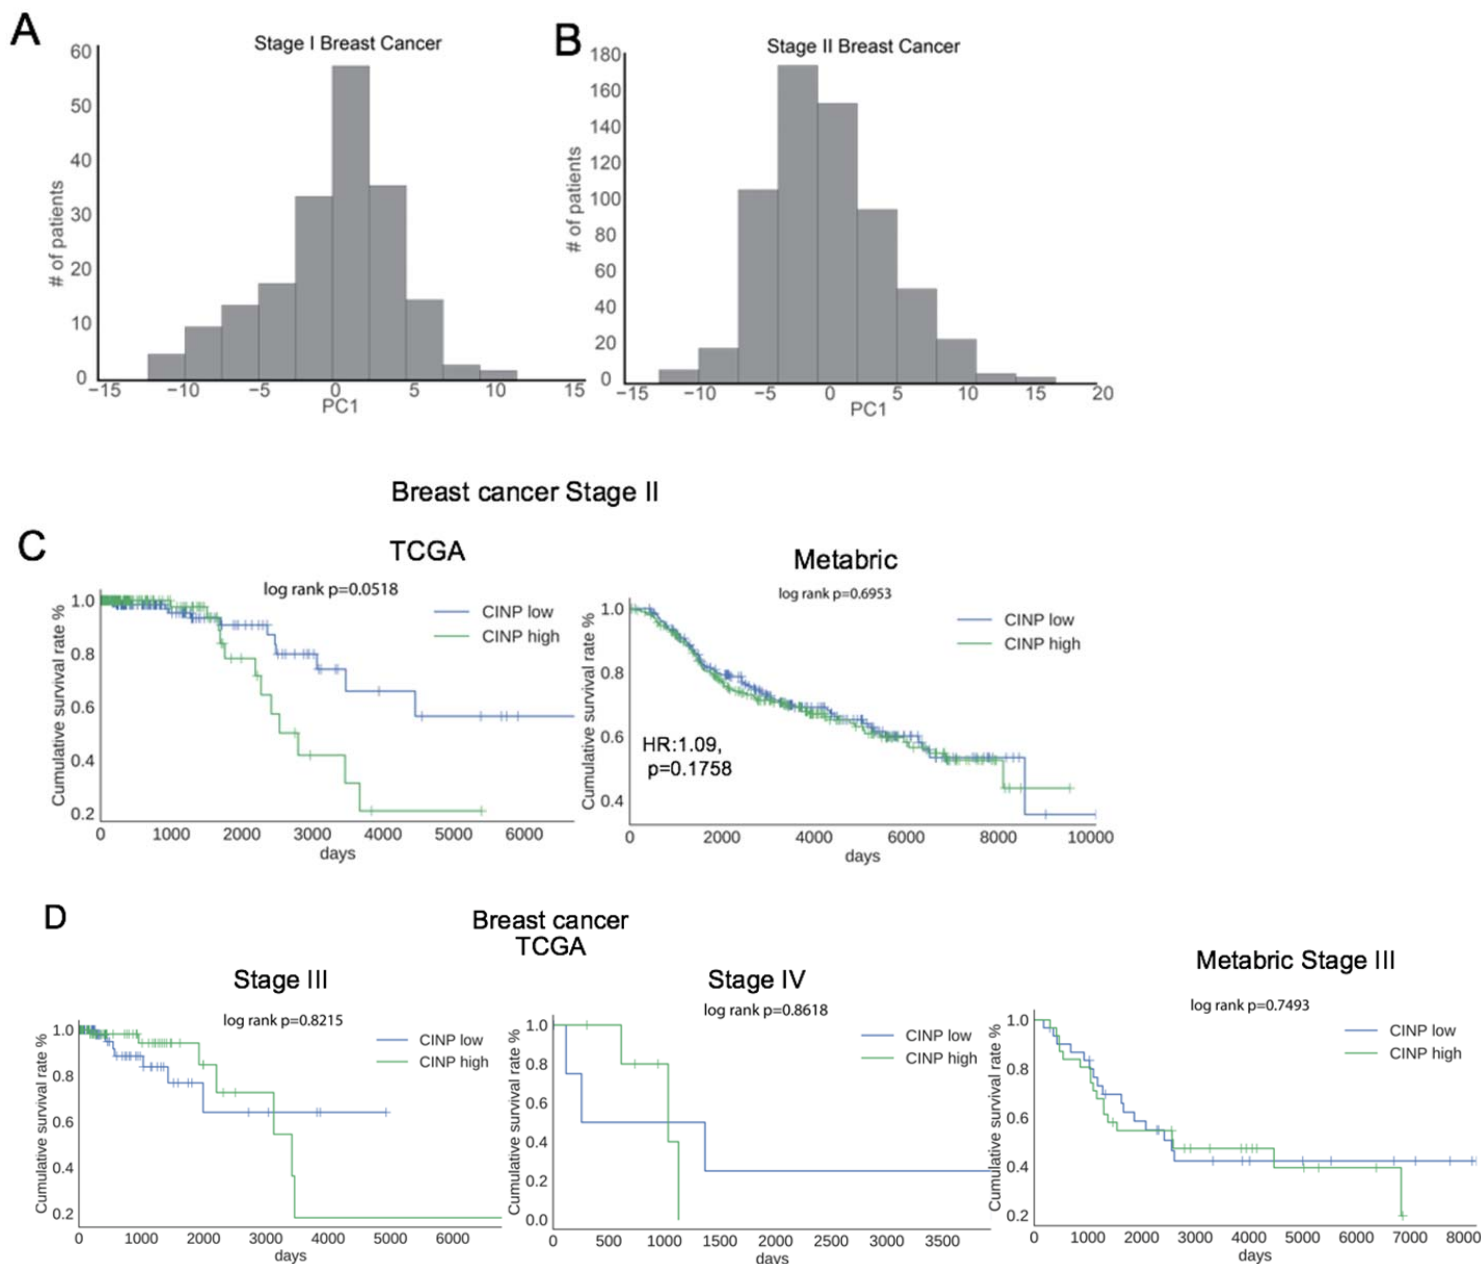 A
Stage I Breast Cancer
# of patients
60
50
40
30
20
10
0
−15
−10
−5
0
5
10
15
PC1
B
Stage II Breast Cancer
# of patients
180
160
140
120
100
80
60
40
20
0
−15
−10
−5
0
5
10
15
20
PC1
Breast cancer Stage II
C
TCGA
log rank p=0.0518
CINP low
CINP high
Cumulative survival rate %
1.0
0.8
0.6
0.4
0.2
0
1000
2000
3000
4000
5000
6000
days
Metabric
log rank p=0.6953
CINP low
CINP high
HR:1.09,
p=0.1758
Cumulative survival rate %
1.0
0.8
0.6
0.4
0
2000
4000
6000
8000
10000
days
D
Breast cancer
TCGA
Stage III
log rank p=0.8215
CINP low
CINP high
Cumulative survival rate %
1.0
0.8
0.6
0.4
0.2
0
1000
2000
3000
4000
5000
6000
days
Stage IV
log rank p=0.8618
CINP low
CINP high
Cumulative survival rate %
1.0
0.8
0.6
0.4
0.2
0.0
0
500
1000
1500
2000
2500
3000
3500
days
Metabric Stage III
log rank p=0.7493
CINP low
CINP high
Cumulative survival rate %
1.0
0.8
0.6
0.4
0.2
0
1000
2000
3000
4000
5000
6000
7000
8000
days